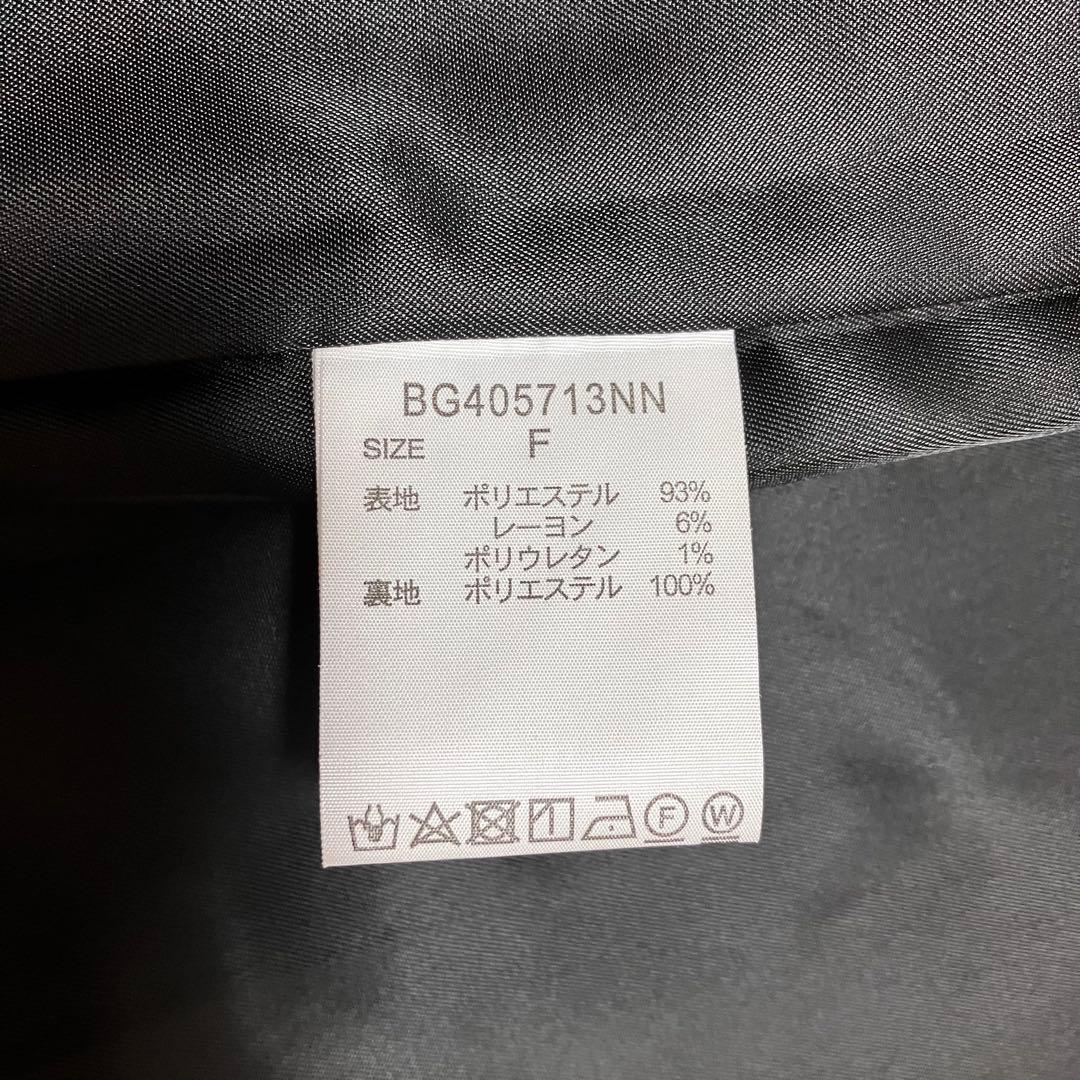 BG405713NN
SIZE F
表地 ポリエステル 93%
レーヨン 6%
ポリウレタン 1%
裏地 ポリエステル 100%
F W